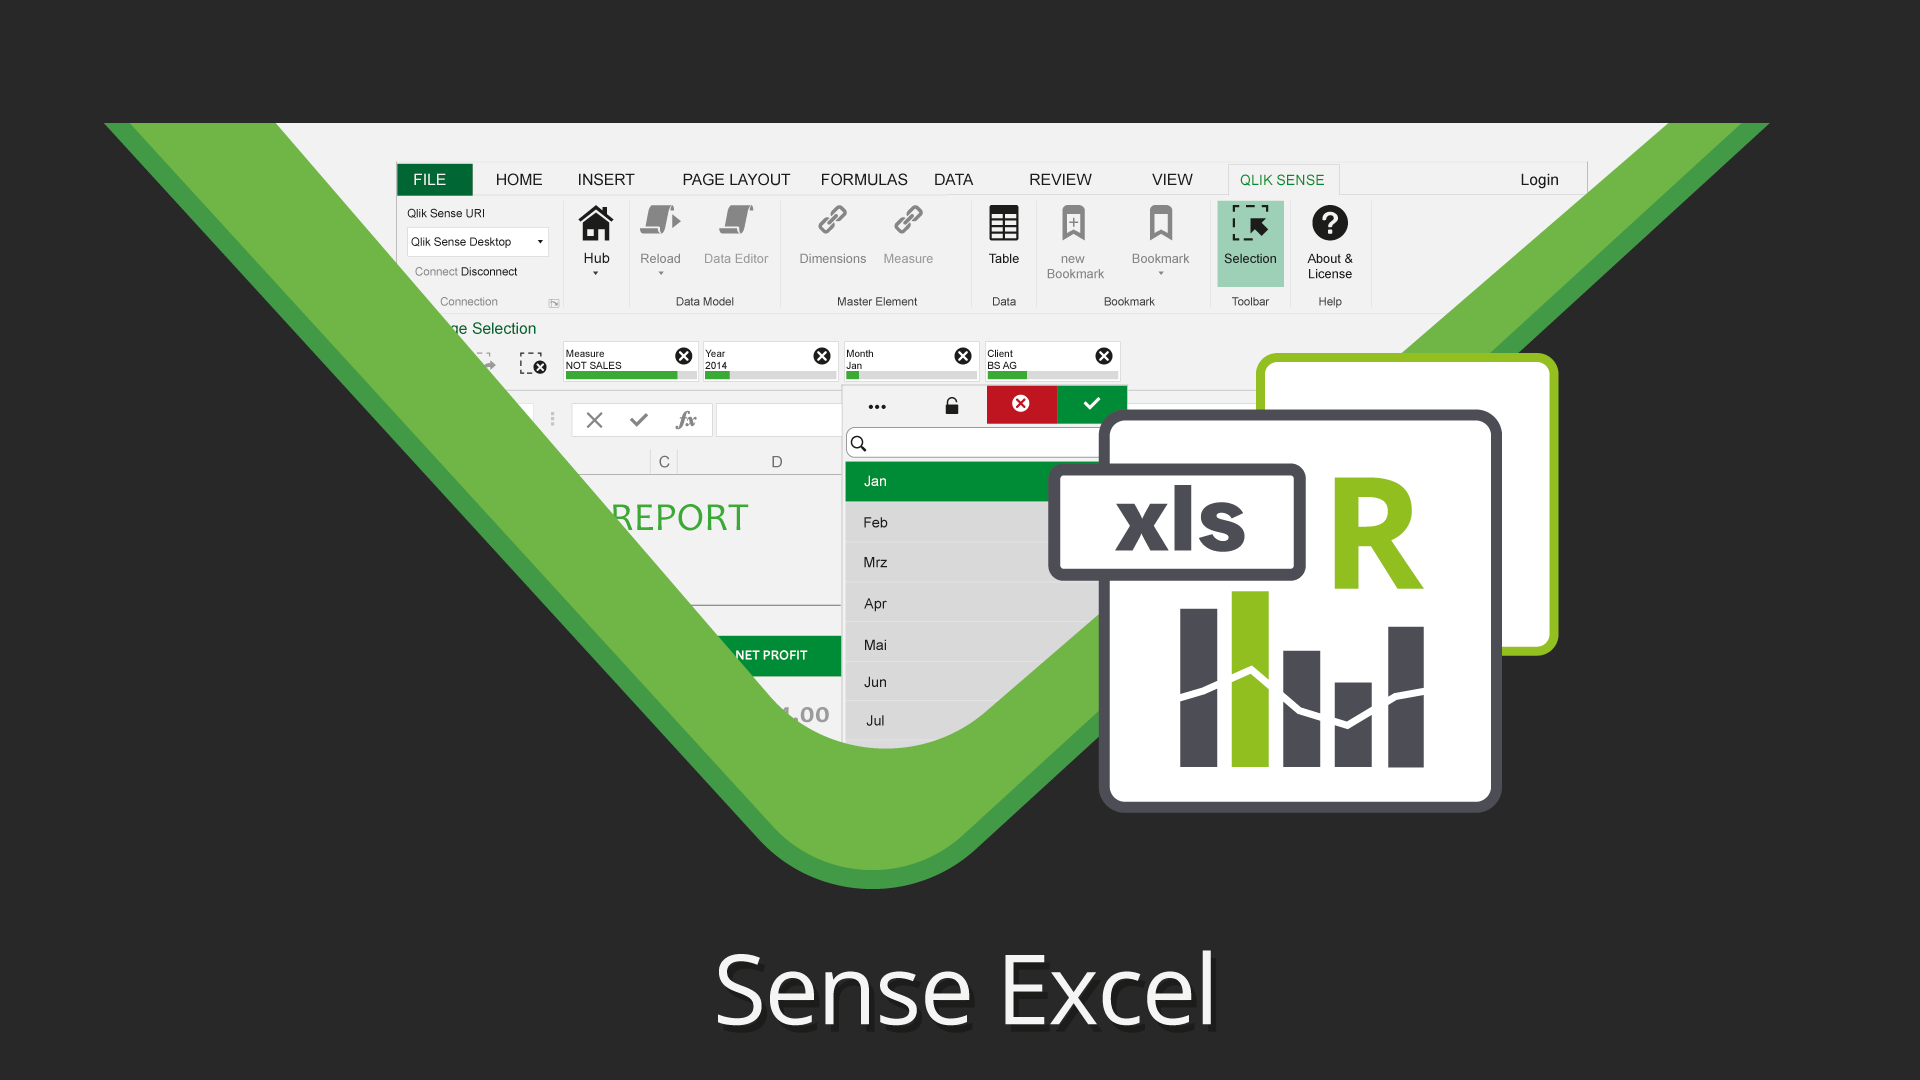 FILE HOME INSERT PAGE LAYOUT FORMULAS DATA REVIEW VIEW QLIK SENSE Login
Qlik Sense URI
Qlik Sense Desktop
Connect Disconnect
Connection
Hub
Reload Data Editor
Data Model
Dimensions Measure
Master Element
Table
Data
new Bookmark
Bookmark
Bookmark
Selection
Toolbar
About & License
Help
Selection
Measure
NOT SALES
Year
2014
Month
Jan
Client
BS AG
fx
C D
REPORT
NET PROFIT
.00
Jan
Feb
Mrz
Apr
Mai
Jun
Jul
xls
R
Sense Excel